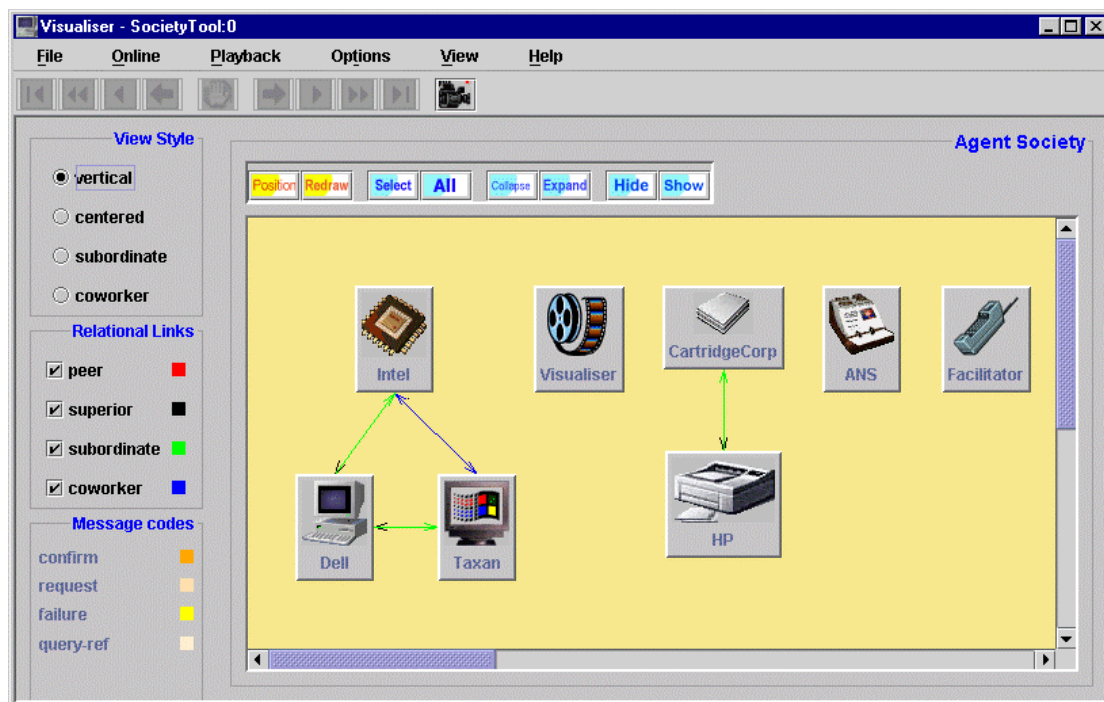 Visualiser - SocietyTool:0
File Online Playback Options View Help
View Style
vertical
centered
subordinate
coworker
Relational Links
peer
superior
subordinate
coworker
Message codes
confirm
request
failure
query-ref
Agent Society
Position Redraw Select All Collapse Expand Hide Show
Intel
Visualiser
CartridgeCorp
ANS
Facilitator
Dell
Taxan
HP